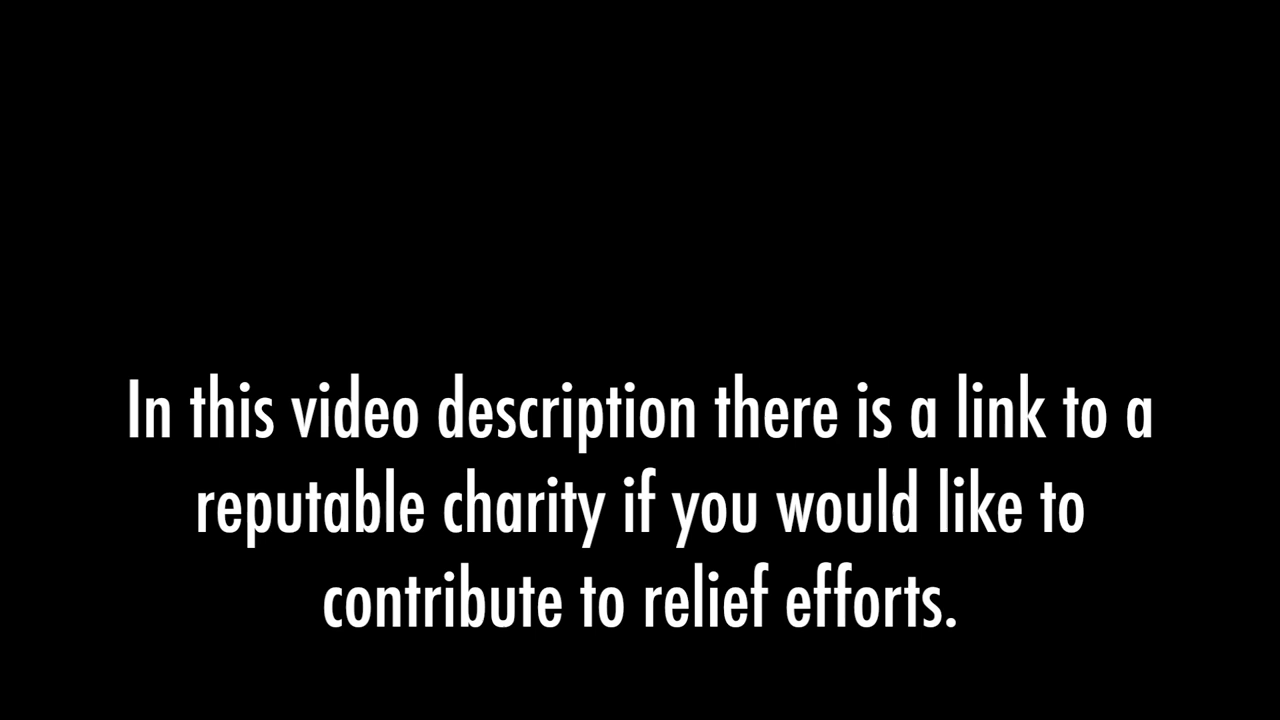 In this video description there is a link to a
reputable charity if you would like to
contribute to relief efforts.